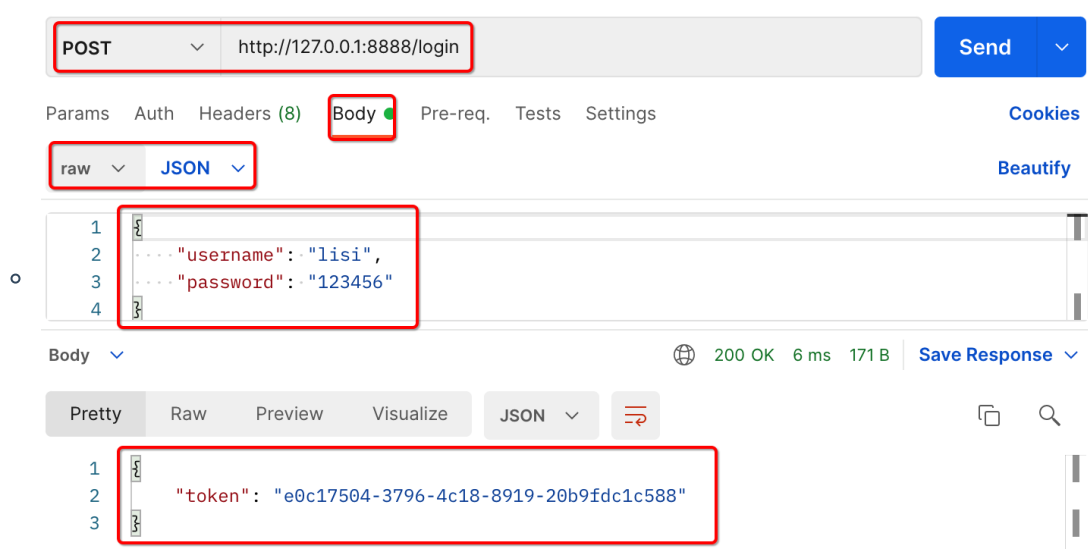 POST http://127.0.0.1:8888/login Send
Params Auth Headers (8) Body Pre-req. Tests Settings Cookies
raw JSON Beautify
1 {
2 "username": "lisi",
3 "password": "123456"
4 }
Body 200 OK 6 ms 171 B Save Response
Pretty Raw Preview Visualize JSON
1 {
2 "token": "e0c17504-3796-4c18-8919-20b9fdc1c588"
3 }